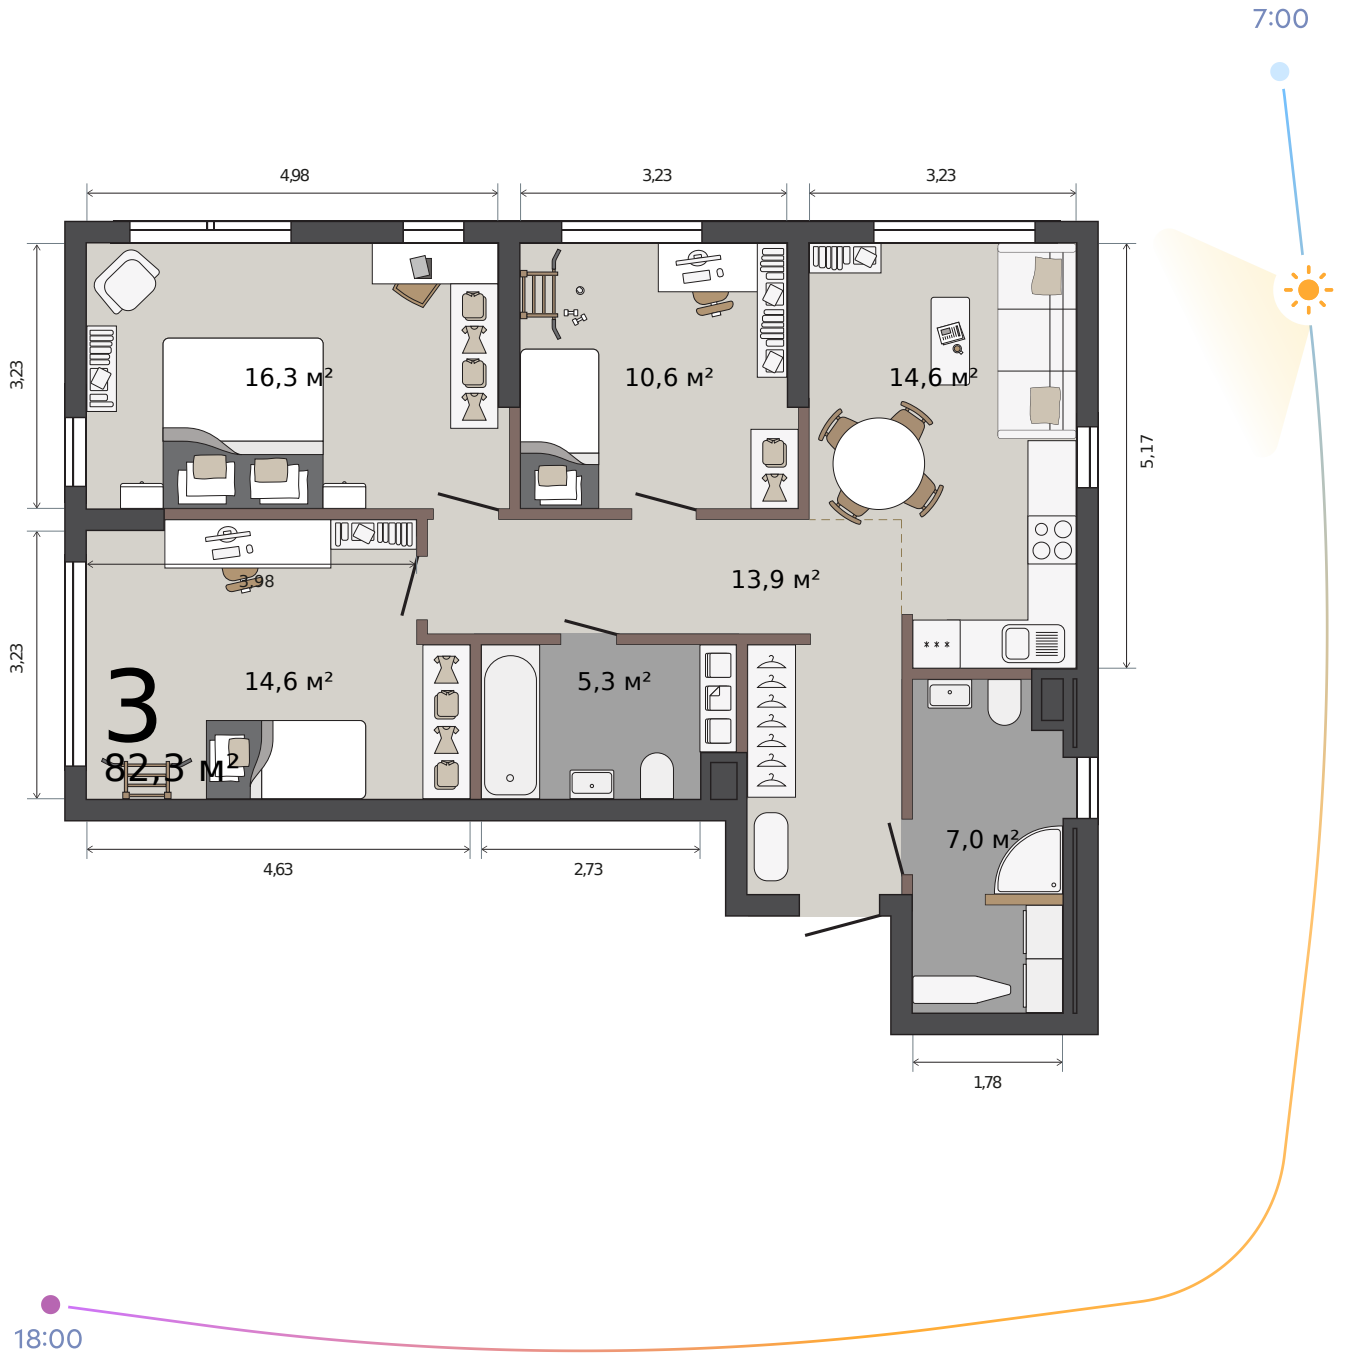 7:00
4,98
3,23
3,23
3,23
5,17
16,3 м²
10,6 м²
14,6 м²
3,98
13,9 м²
3,23
14,6 м²
5,3 м²
3
82,3 м²
7,0 м²
4,63
2,73
1,78
18:00